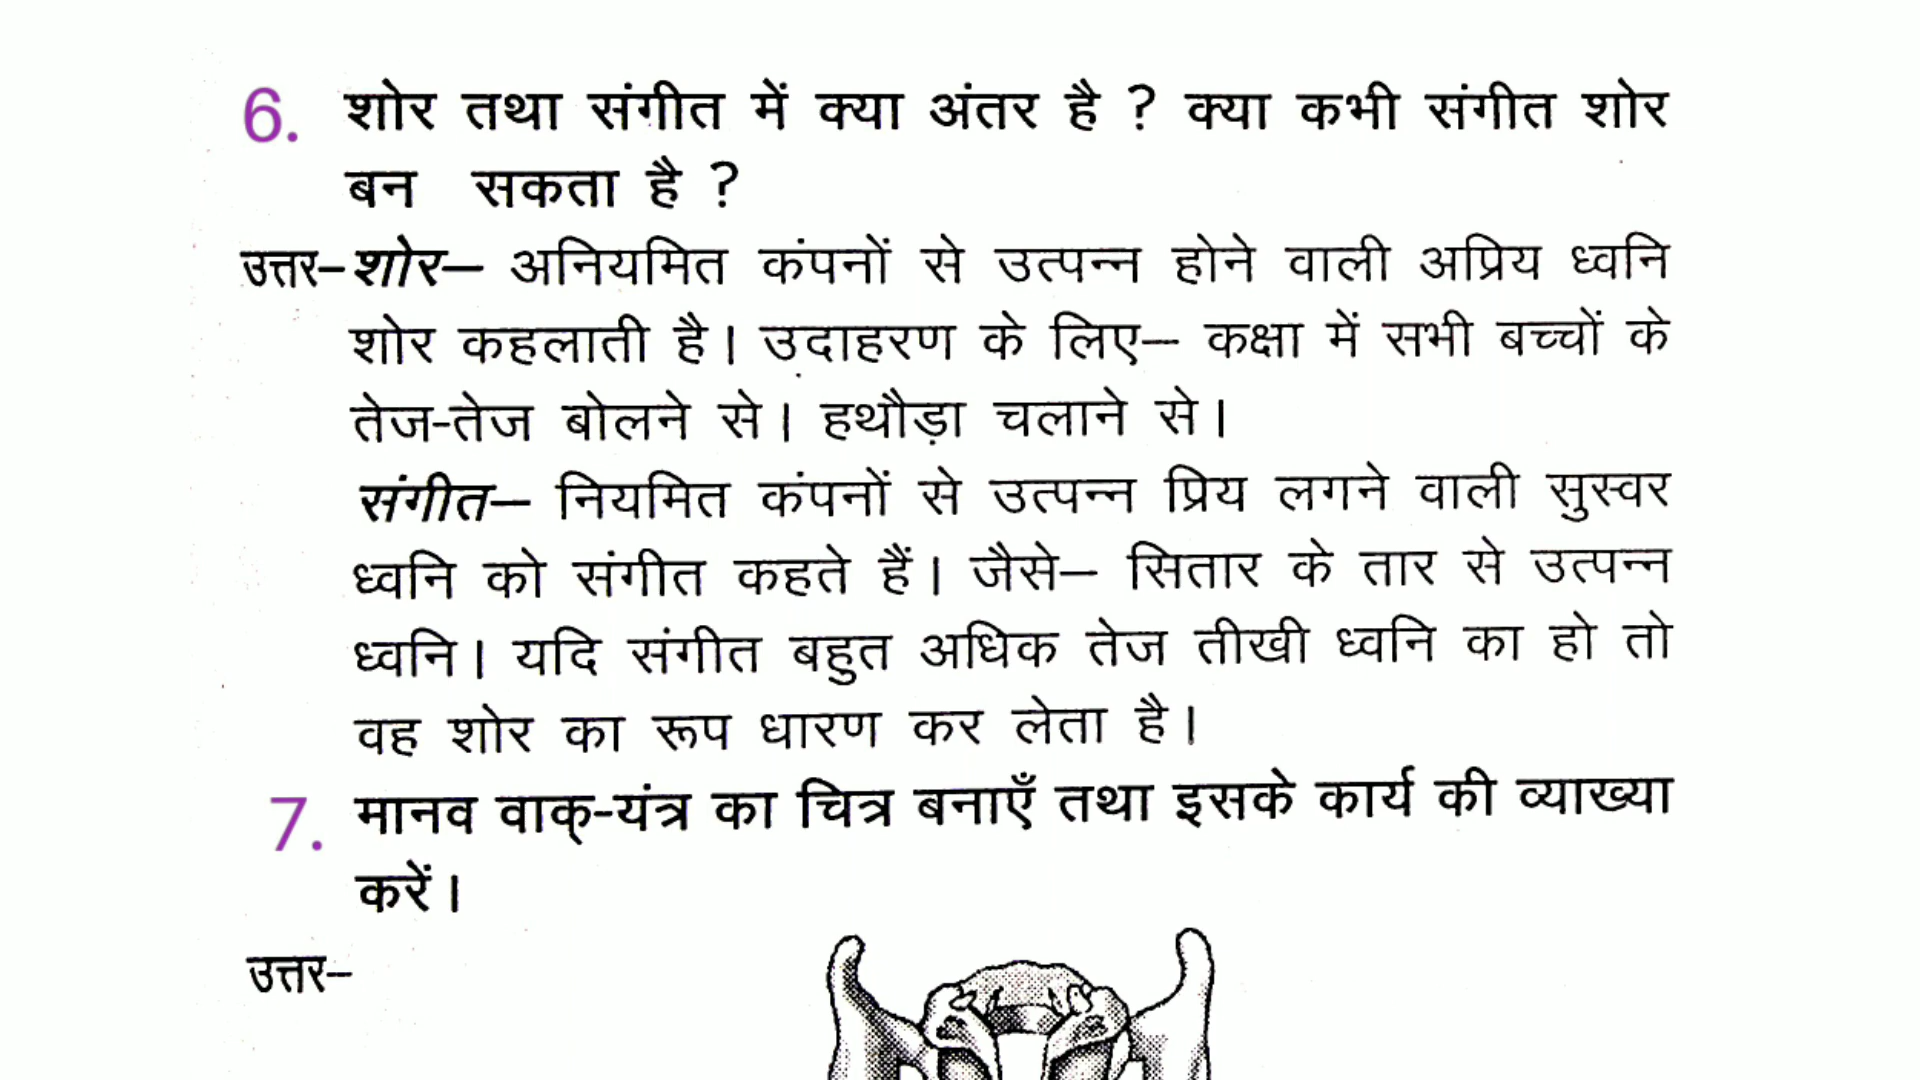 6. शोर तथा संगीत में क्या अंतर है ? क्या कभी संगीत शोर
बन सकता है ?
उत्तर– शोर– अनियमित कंपनों से उत्पन्न होने वाली अप्रिय ध्वनि
शोर कहलाती है। उदाहरण के लिए– कक्षा में सभी बच्चों के
तेज-तेज बोलने से। हथौड़ा चलाने से।
संगीत– नियमित कंपनों से उत्पन्न प्रिय लगने वाली सुस्वर
ध्वनि को संगीत कहते हैं। जैसे– सितार के तार से उत्पन्न
ध्वनि। यदि संगीत बहुत अधिक तेज तीखी ध्वनि का हो तो
वह शोर का रूप धारण कर लेता है।
7. मानव वाक्-यंत्र का चित्र बनाएँ तथा इसके कार्य की व्याख्या
करें।
उत्तर–